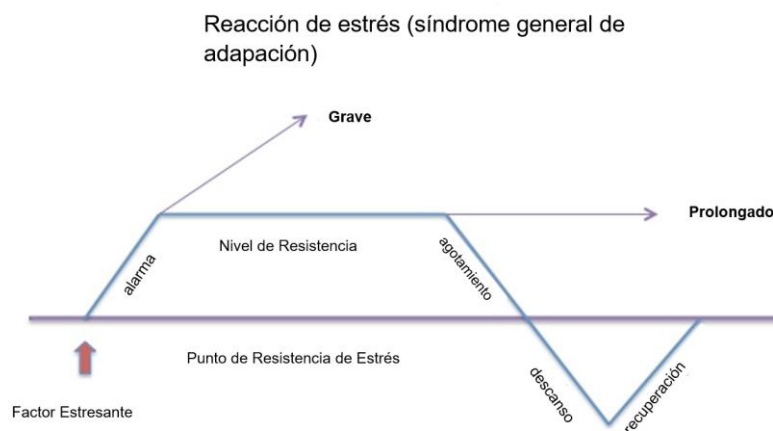 Reacción de estrés (síndrome general de
adapación)
Grave
Prolongado
Nivel de Resistencia
alarma
agotamiento
Punto de Resistencia de Estrés
descanso
recuperación
Factor Estresante